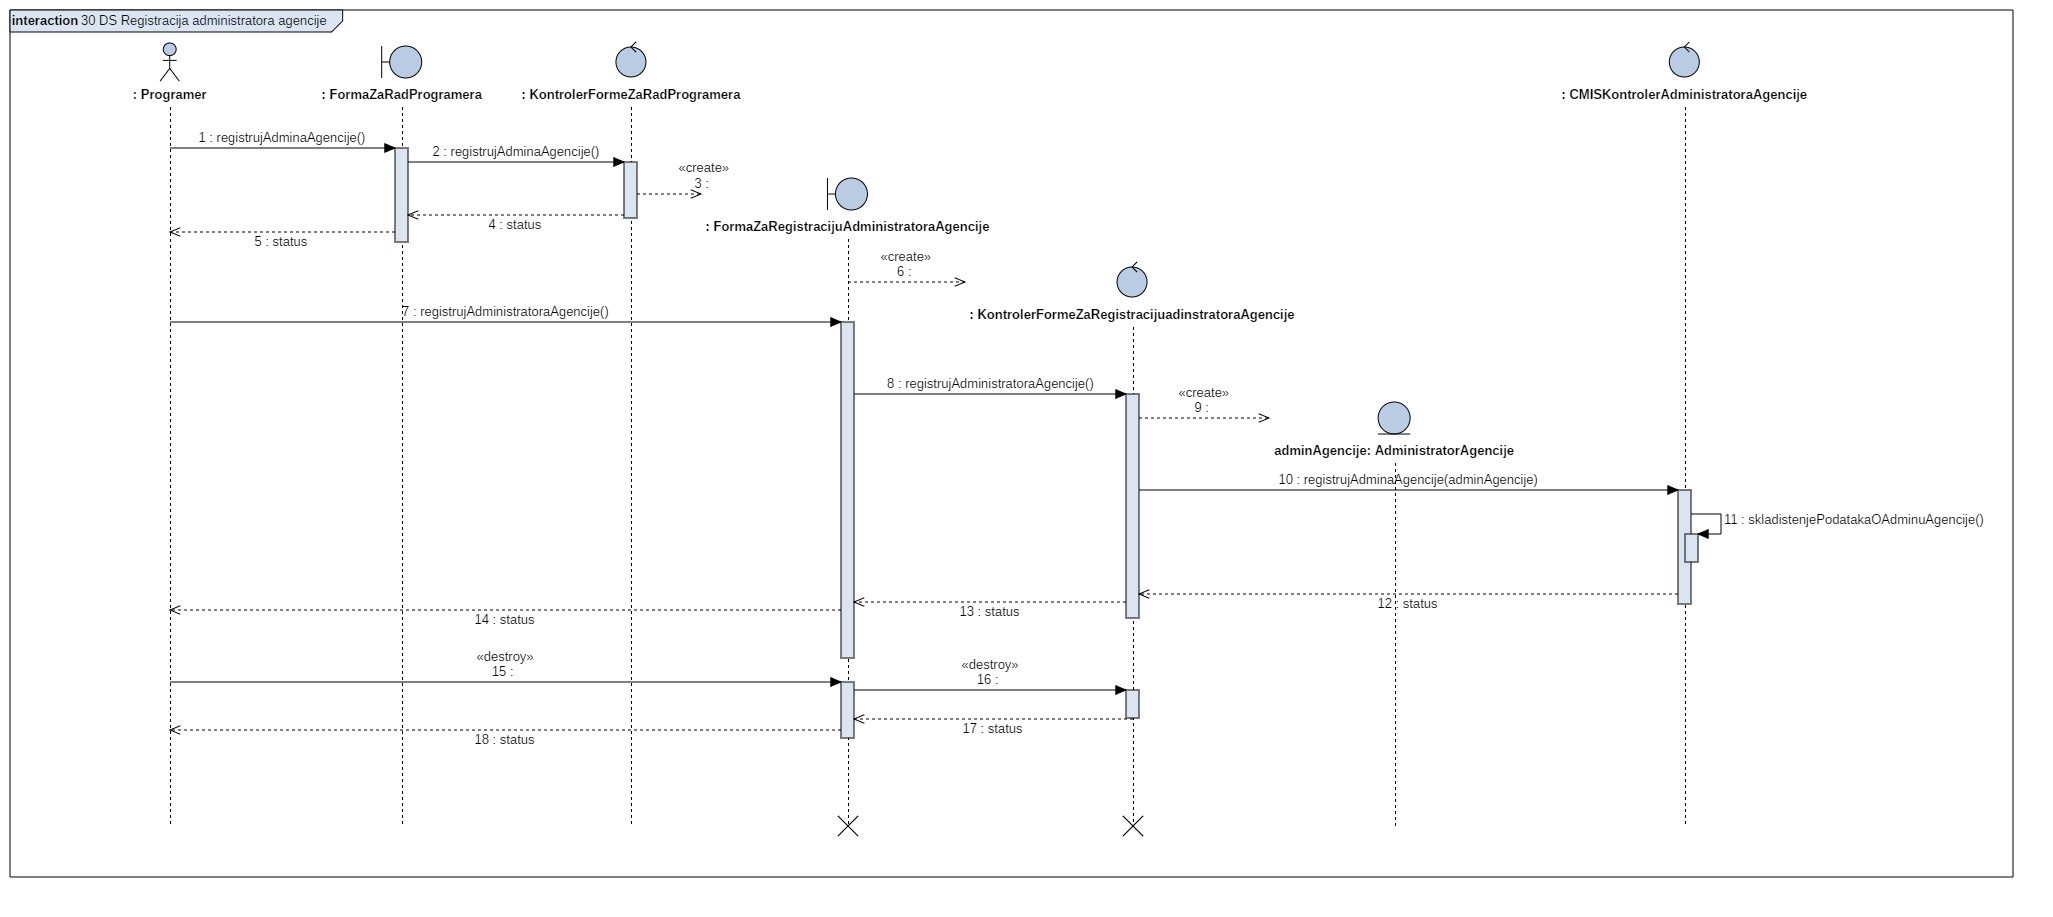 interaction 30 DS Registracija administratora agencije
: Programer
: FormaZaRadProgramera
: KontrolerFormeZaRadProgramera
: CMISKontrolerAdministratoraAgencije
1 : registrujAdminaAgencije()
2 : registrujAdminaAgencije()
«create»
3 :
4 : status
5 : status
: FormaZaRegistracijuAdministratoraAgencije
«create»
6 :
7 : registrujAdministratoraAgencije()
: KontrolerFormeZaRegistracijuadinstratoraAgencije
8 : registrujAdministratoraAgencije()
«create»
9 :
adminAgencije: AdministratorAgencije
10 : registrujAdminaAgencije(adminAgencije)
11 : skladistenjePodatakaOAdminuAgencije()
12 : status
13 : status
14 : status
«destroy»
15 :
«destroy»
16 :
17 : status
18 : status